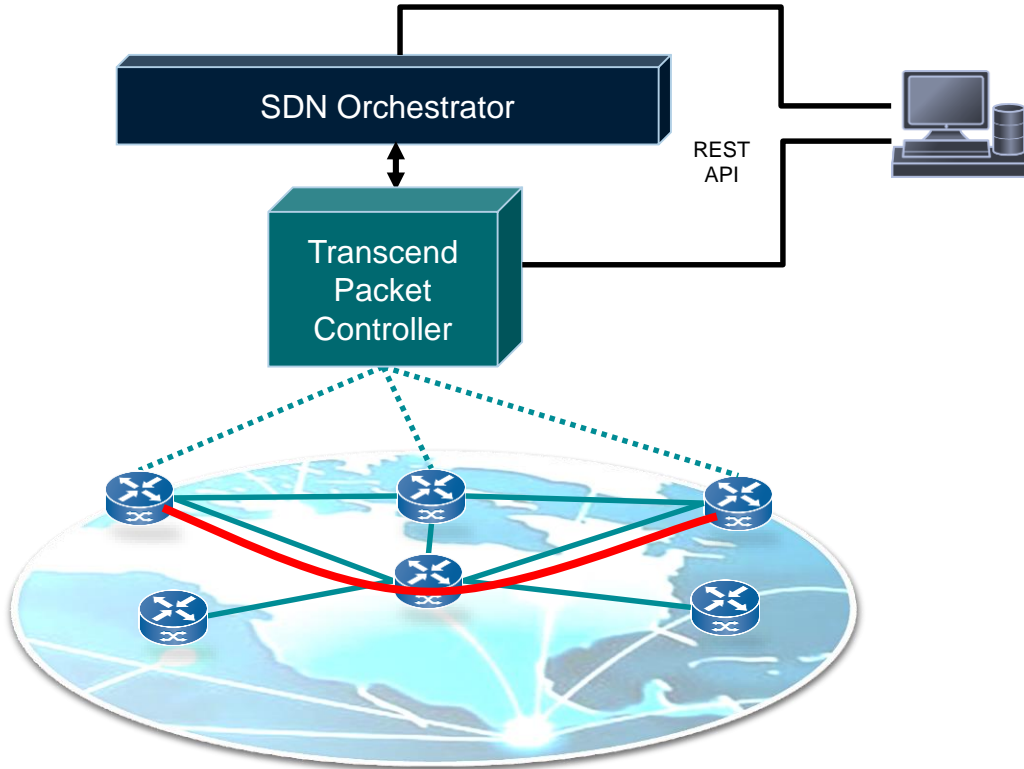 SDN Orchestrator
REST
API
Transcend
Packet
Controller